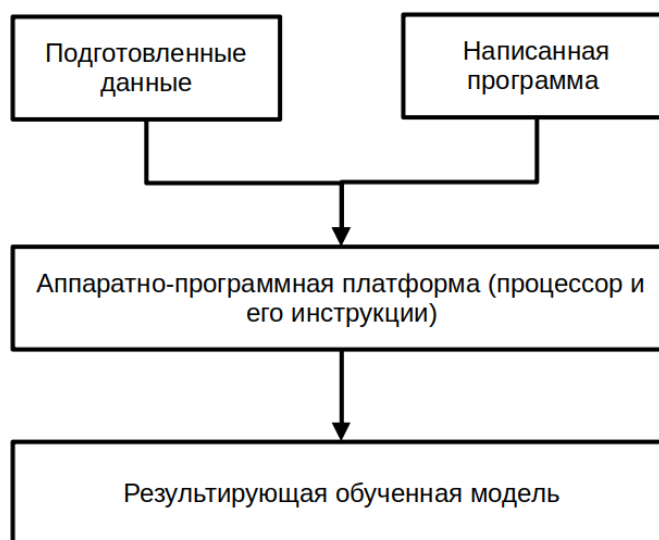 Подготовленные
данные
Написанная
программа
Аппаратно-программная платформа (процессор и
его инструкции)
Результирующая обученная модель